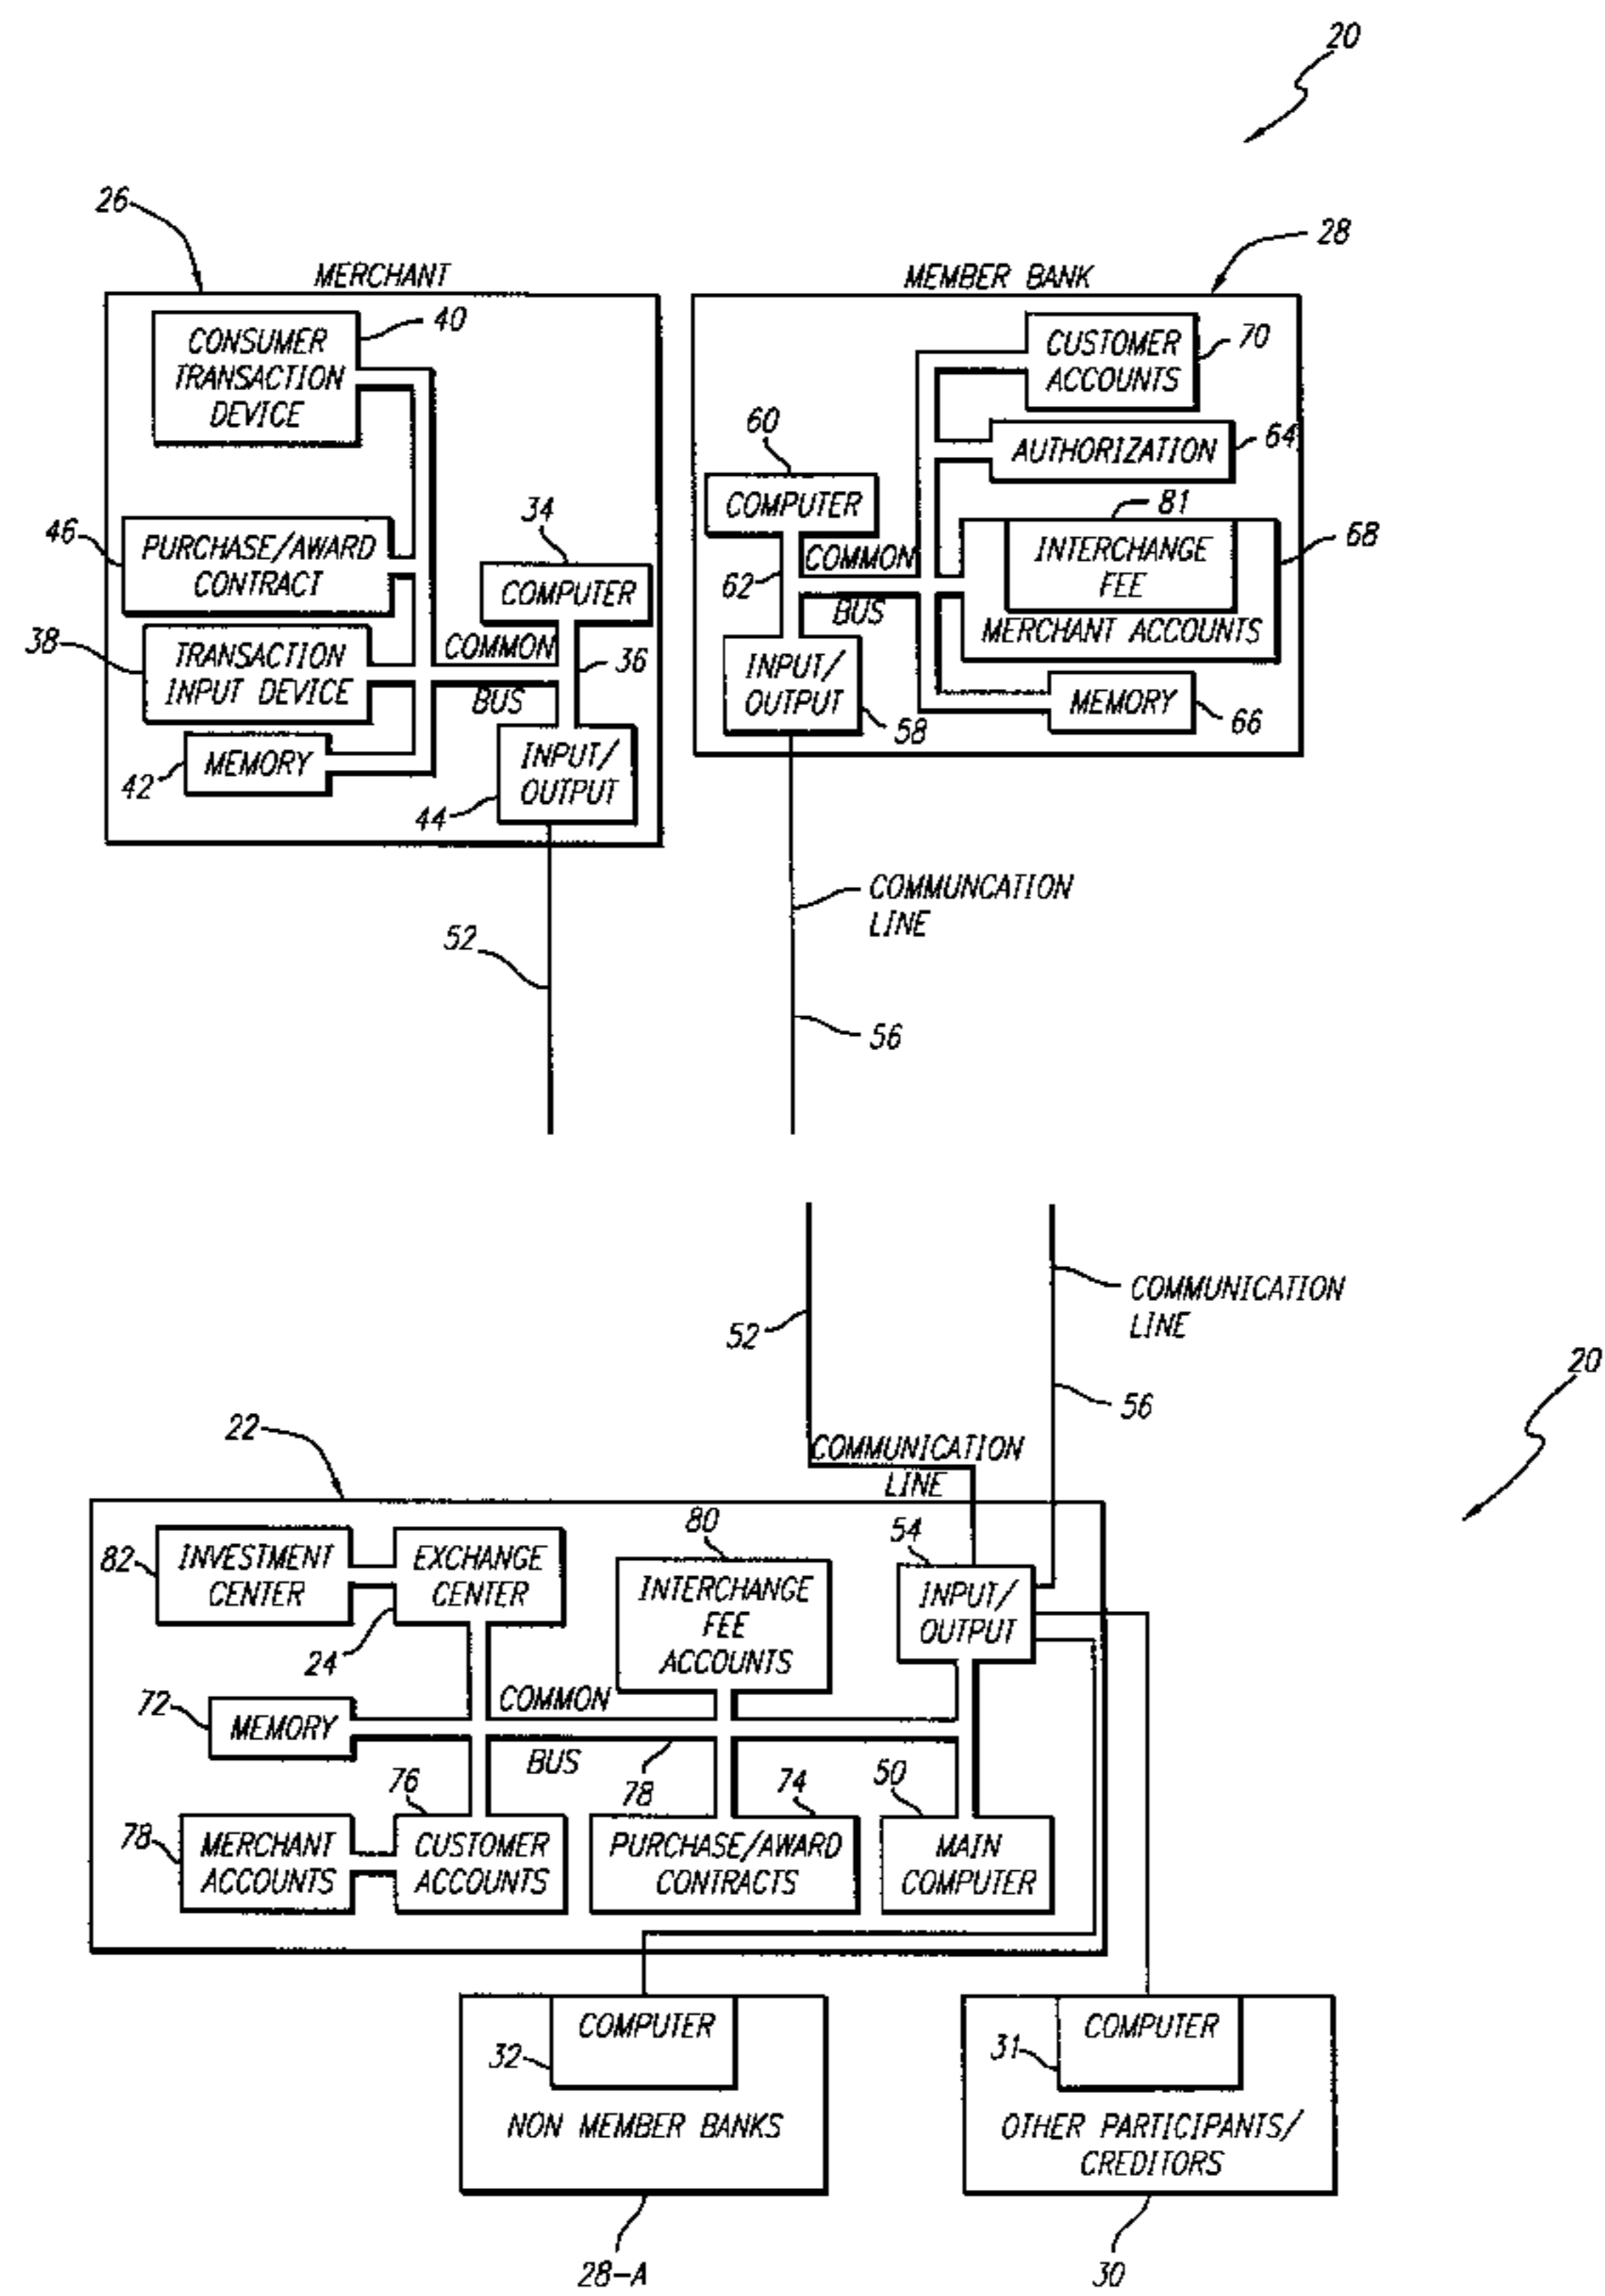 20
26
28
MERCHANT
MEMBER BANK
40
CONSUMER
TRANSACTION
DEVICE
CUSTOMER
ACCOUNTS
70
60
AUTHORIZATION
64
COMPUTER
81
34
46
PURCHASE/AWARD
CONTRACT
COMMON
INTERCHANGE
FEE
68
62
COMPUTER
BUS
MERCHANT ACCOUNTS
38
TRANSACTION
INPUT DEVICE
COMMON
36
INPUT/
OUTPUT
BUS
MEMORY
58
66
42
MEMORY
INPUT/
OUTPUT
44
COMMUNCATION
LINE
52
56
COMMUNICATION
LINE
52
20
56
22
COMMUNICATION
LINE
80
54
82
INVESTMENT
CENTER
EXCHANGE
CENTER
INTERCHANGE
FEE
ACCOUNTS
INPUT/
OUTPUT
24
72
MEMORY
COMMON
BUS
76
78
74
50
78
MERCHANT
ACCOUNTS
CUSTOMER
ACCOUNTS
PURCHASE/AWARD
CONTRACTS
MAIN
COMPUTER
COMPUTER
32
NON MEMBER BANKS
COMPUTER
31
OTHER PARTICIPANTS/
CREDITORS
28-A
30